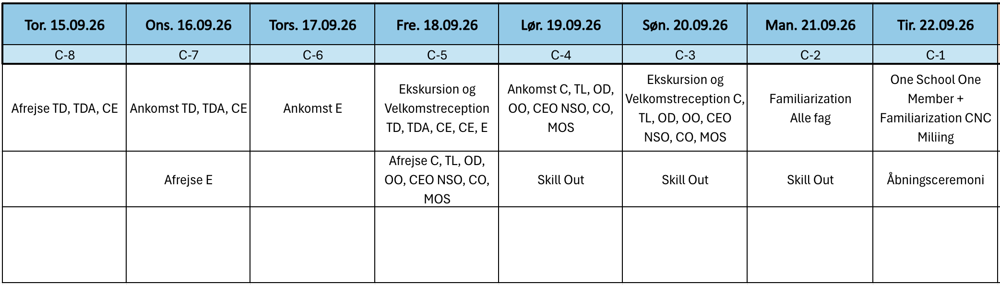 Tor. 15.09.26
Ons. 16.09.26
Tors. 17.09.26
Fre. 18.09.26
Lør. 19.09.26
Søn. 20.09.26
Man. 21.09.26
Tir. 22.09.26
C-8
C-7
C-6
C-5
C-4
C-3
C-2
C-1
Afrejse TD, TDA, CE
Ankomst TD, TDA, CE
Ankomst E
Ekskursion og
Velkomstreception
TD, TDA, CE, CE, E
Ankomst C, TL, OD,
OO, CEO NSO, CO,
MOS
Ekskursion og
Velkomstreception C,
TL, OD, OO, CEO
NSO, CO, MOS
Familiarization
Alle fag
One School One
Member +
Familiarization CNC
Miliing
Afrejse E
Afrejse C, TL, OD,
OO, CEO NSO, CO,
MOS
Skill Out
Skill Out
Skill Out
Åbningsceremoni